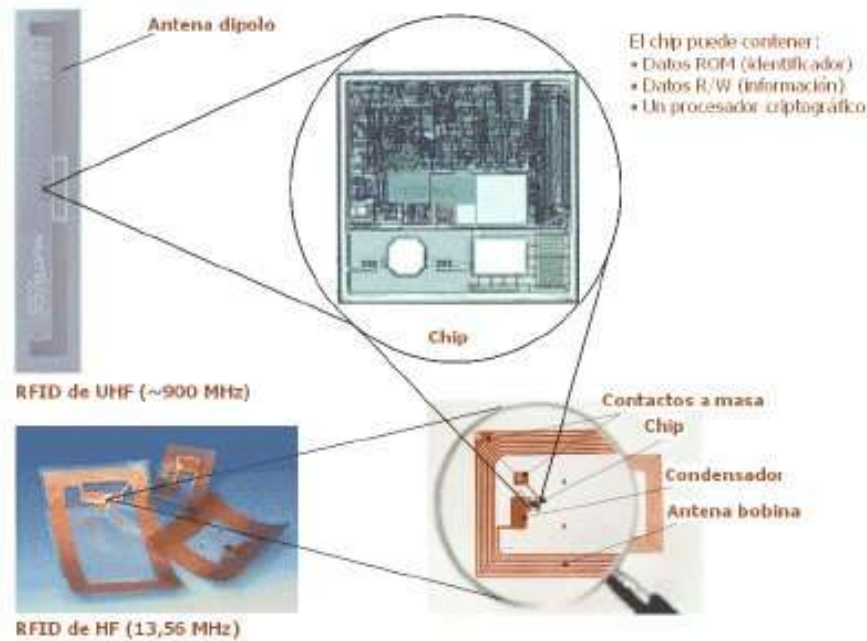 Antena dipolo
El chip puede contener:
• Datos ROM (identificador)
• Datos R/W (información)
• Un procesador criptográfico
Chip
RFID de UHF (~900 MHz)
Contactos a masa
Chip
Condensador
Antena bobina
RFID de HF (13,56 MHz)